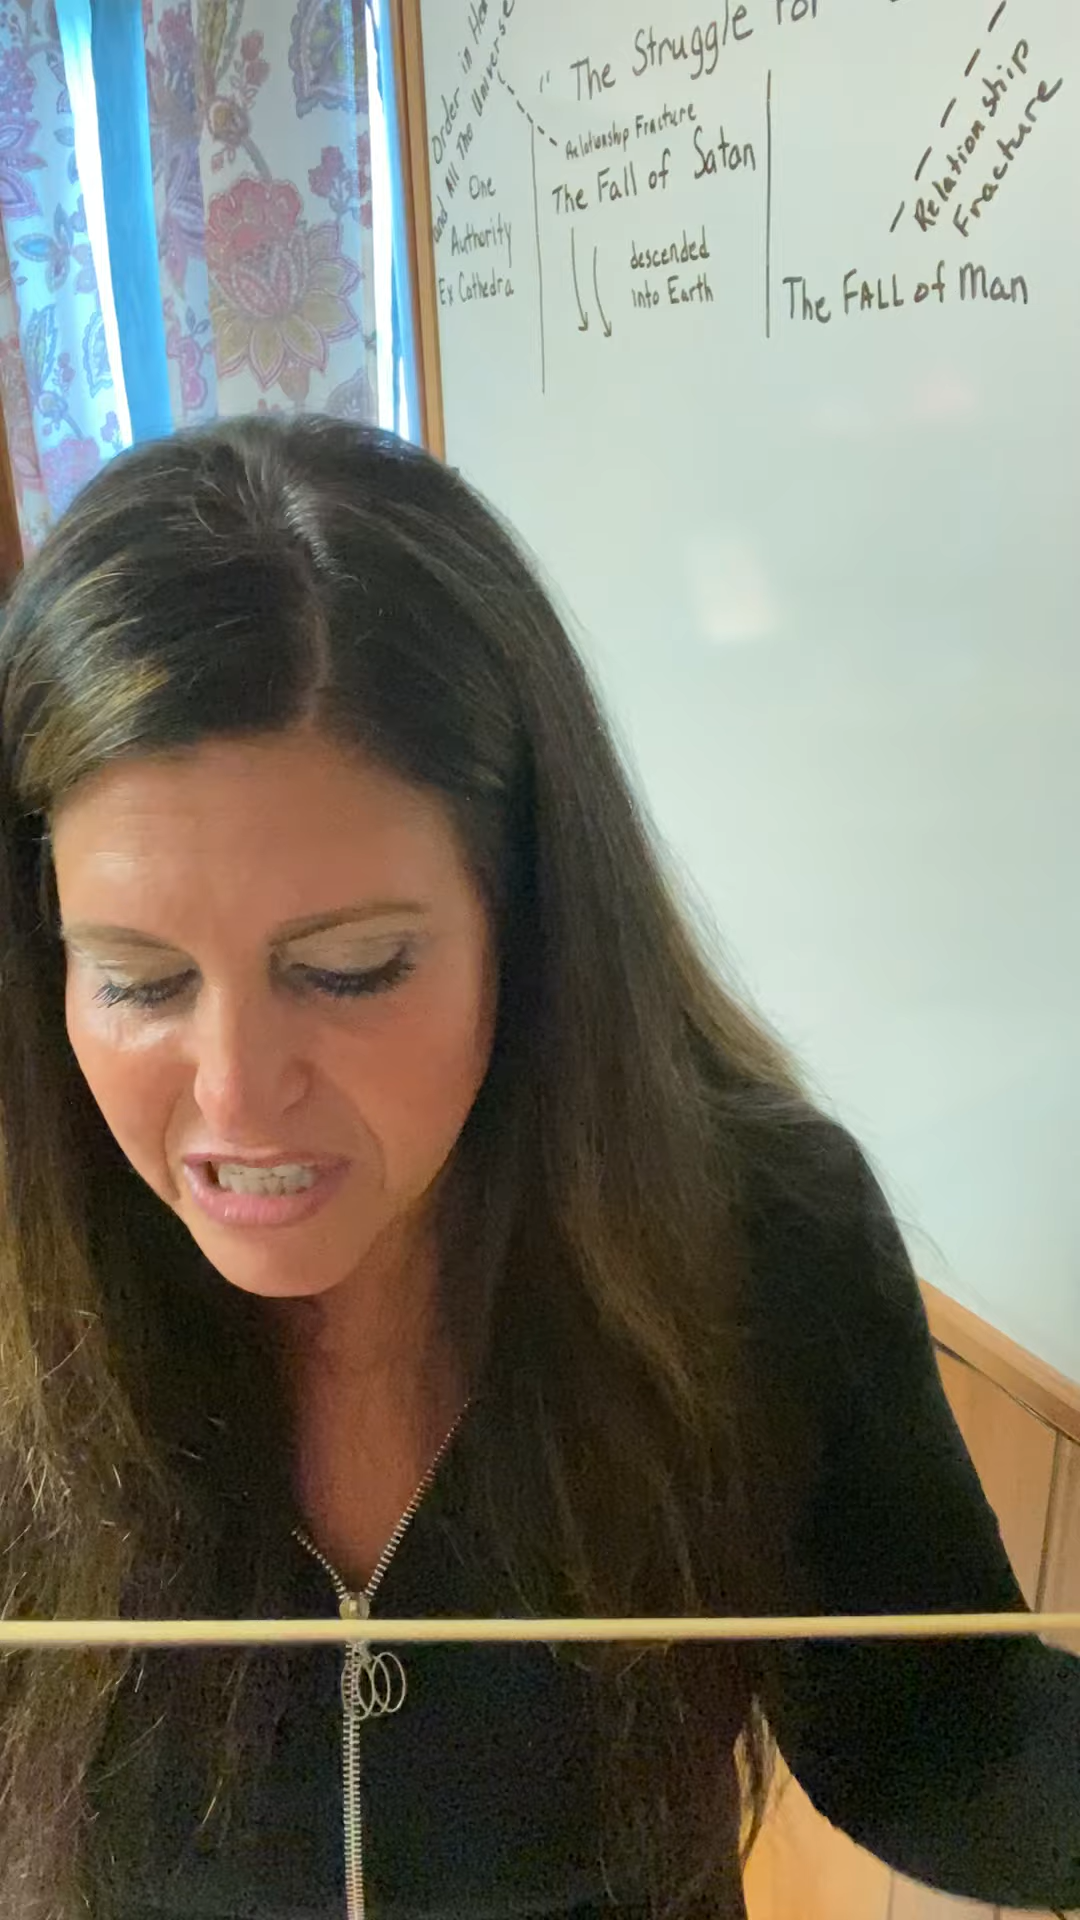 " The Struggle for
Order in
and All The Universe
One
Authority
Ex Cathedra
Relationship Fracture
The Fall of Satan
descended
into Earth
Relationship
Fracture
The FALL of Man